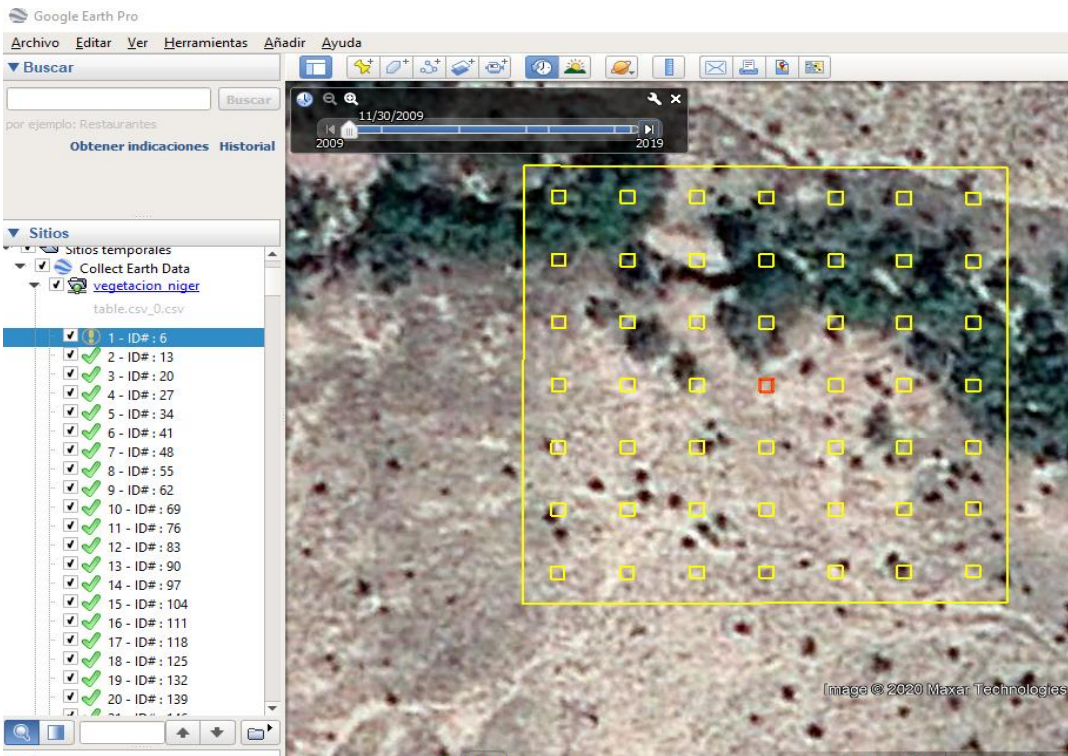 Google Earth Pro
Archivo Editar Ver Herramientas Añadir Ayuda
Buscar
Buscar
por ejemplo: Restaurantes
Obtener indicaciones Historial
11/30/2009
2009 2019
Sitios
Sitios temporales
Collect Earth Data
vegetacion_niger
table.csv_0.csv
1 - ID# : 6
2 - ID# : 13
3 - ID# : 20
4 - ID# : 27
5 - ID# : 34
6 - ID# : 41
7 - ID# : 48
8 - ID# : 55
9 - ID# : 62
10 - ID# : 69
11 - ID# : 76
12 - ID# : 83
13 - ID# : 90
14 - ID# : 97
15 - ID# : 104
16 - ID# : 111
17 - ID# : 118
18 - ID# : 125
19 - ID# : 132
20 - ID# : 139
Image © 2020 Maxar Technologies